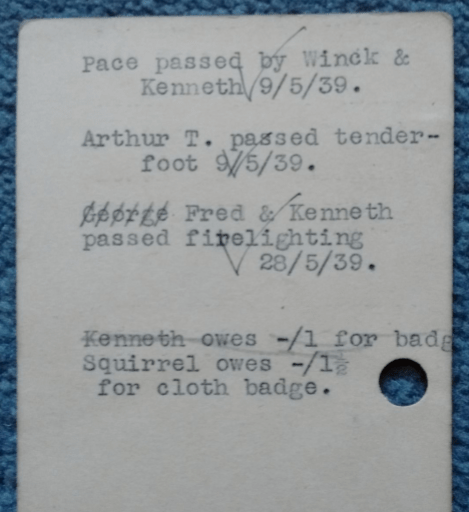 Pace passed by Winck &
Kenneth 9/5/39.
Arthur T. passed tender-
foot 9/5/39.
George Fred & Kenneth
passed firelighting
28/5/39.
Kenneth owes -/1 for badg
Squirrel owes -/1½
for cloth badge.